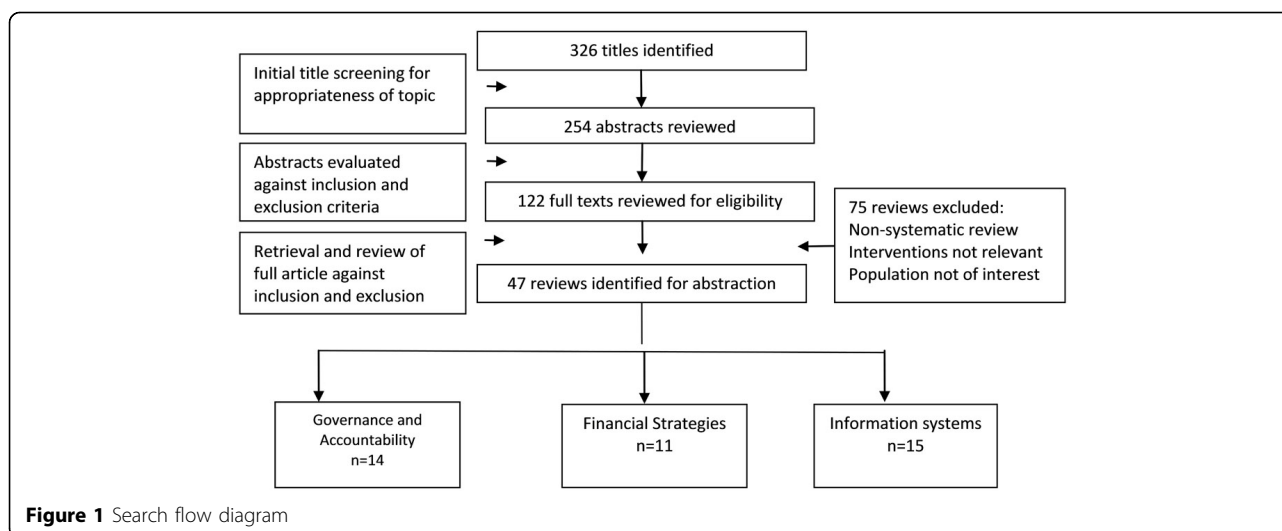 326 titles identified
Initial title screening for
appropriateness of topic
254 abstracts reviewed
Abstracts evaluated
against inclusion and
exclusion criteria
122 full texts reviewed for eligibility
75 reviews excluded:
Non-systematic review
Interventions not relevant
Population not of interest
Retrieval and review of
full article against
inclusion and exclusion
47 reviews identified for abstraction
Governance and
Accountability
n=14
Financial Strategies
n=11
Information systems
n=15
Figure 1 Search flow diagram